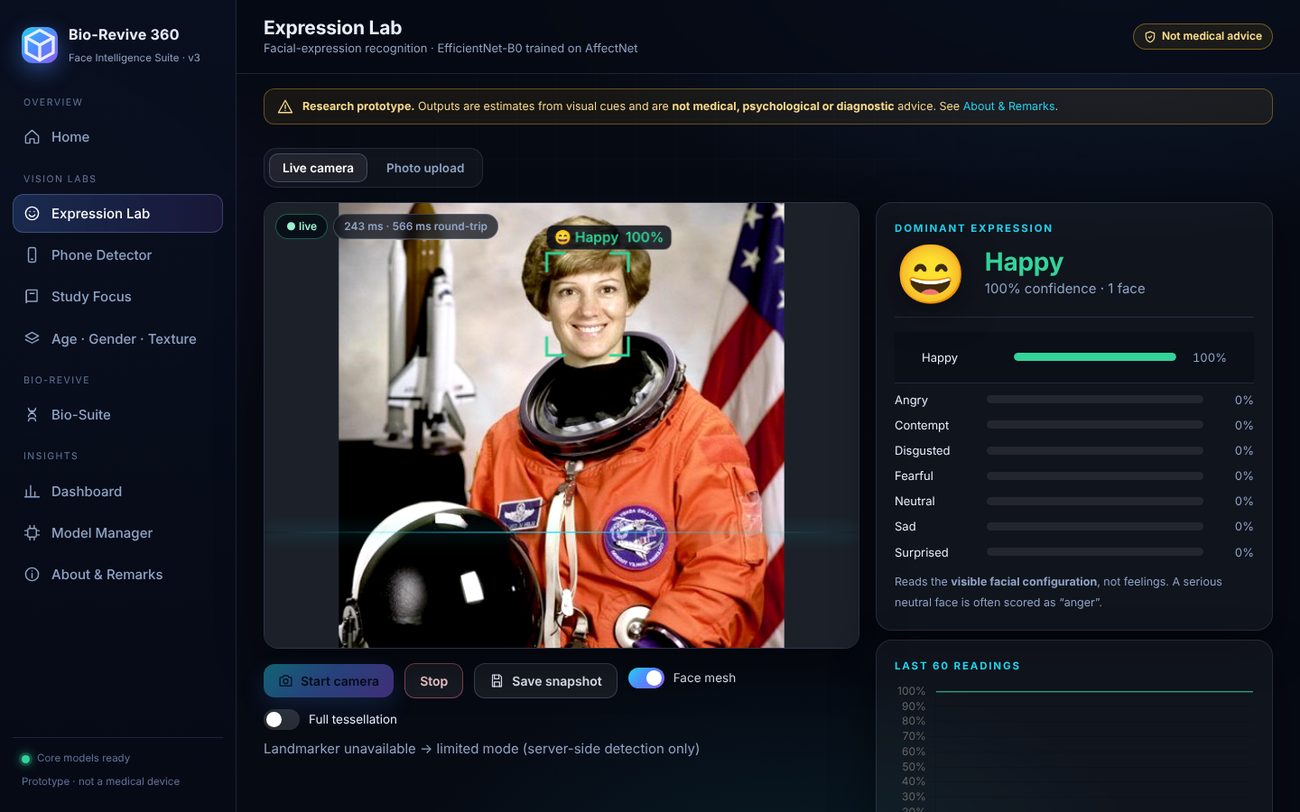 Bio-Revive 360
Face Intelligence Suite · v3
OVERVIEW
Home
VISION LABS
Expression Lab
Phone Detector
Study Focus
Age · Gender · Texture
BIO-REVIVE
Bio-Suite
INSIGHTS
Dashboard
Model Manager
About & Remarks
Core models ready
Prototype · not a medical device
Expression Lab
Facial-expression recognition · EfficientNet-B0 trained on AffectNet
Not medical advice
Research prototype. Outputs are estimates from visual cues and are not medical, psychological or diagnostic advice. See About & Remarks.
Live camera
Photo upload
live
243 ms · 566 ms round-trip
Happy 100%
Start camera
Stop
Save snapshot
Face mesh
Full tessellation
Landmarker unavailable → limited mode (server-side detection only)
DOMINANT EXPRESSION
Happy
100% confidence · 1 face
Happy 100%
Angry 0%
Contempt 0%
Disgusted 0%
Fearful 0%
Neutral 0%
Sad 0%
Surprised 0%
Reads the visible facial configuration, not feelings. A serious
neutral face is often scored as “anger”.
LAST 60 READINGS
100%
90%
80%
70%
60%
50%
40%
30%
20%